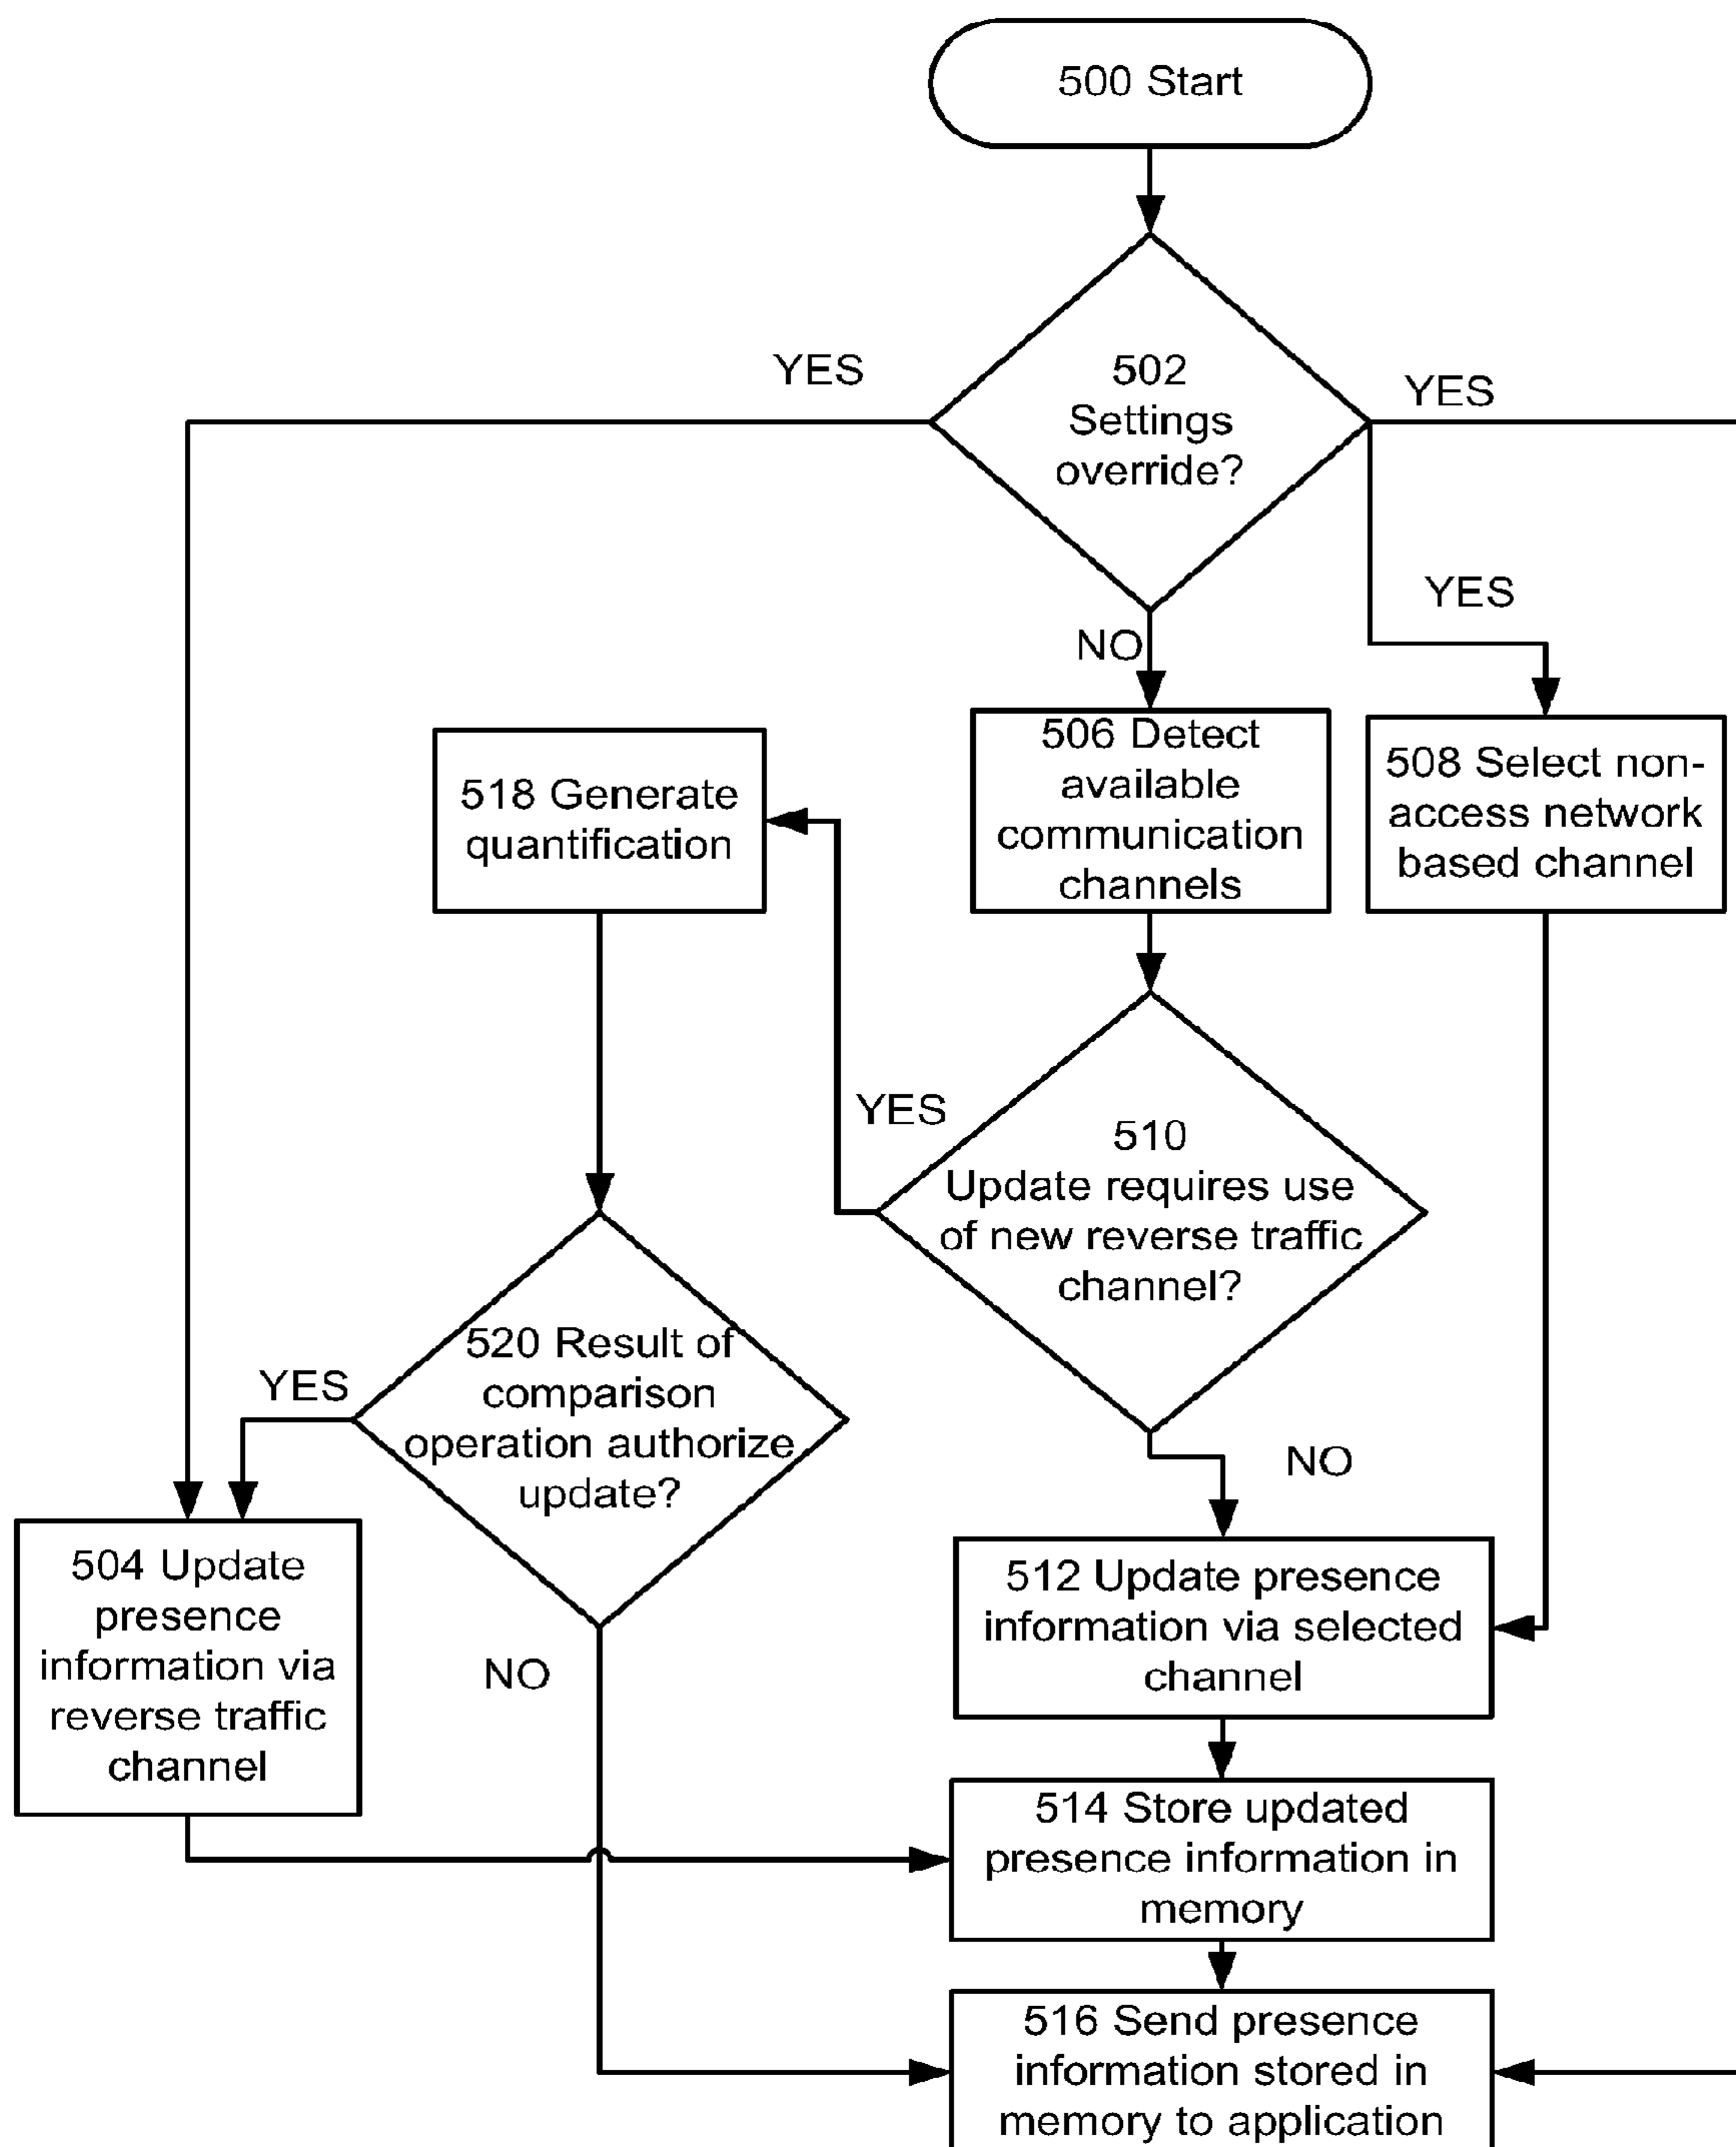 500 Start
YES
502
Settings
override?
YES
YES
NO
506 Detect
available
communication
channels
508 Select non-
access network
based channel
518 Generate
quantification
YES
510
Update requires use
of new reverse traffic
channel?
520 Result of
comparison
operation authorize
update?
YES
NO
NO
504 Update
presence
information via
reverse traffic
channel
512 Update presence
information via selected
channel
514 Store updated
presence information in
memory
516 Send presence
information stored in
memory to application